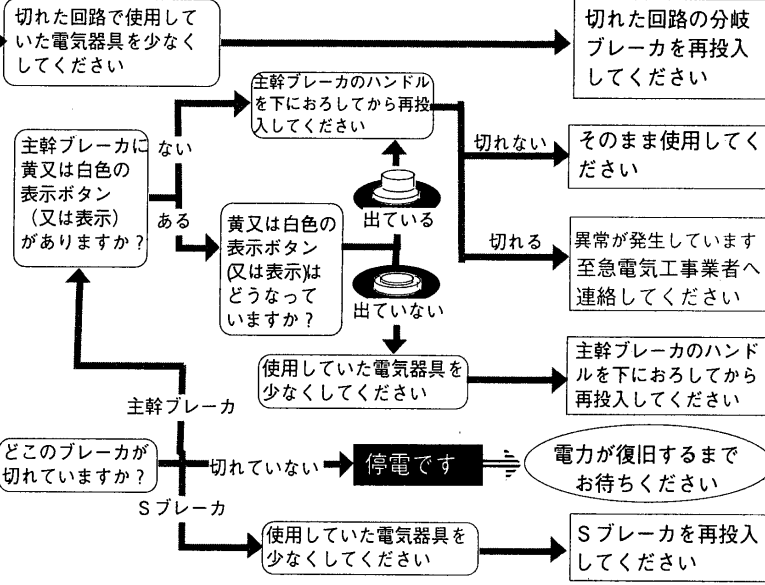 切れた回路で使用して
いた電気器具を少なく
してください
切れた回路の分岐
ブレーカを再投入
してください
主幹ブレーカのハンドル
を下におろしてから再投
入してください
主幹ブレーカに
黄又は白色の
表示ボタン
（又は表示）
がありますか？
ない
ある
切れない
そのまま使用してく
ださい
黄又は白色の
表示ボタン
(又は表示)は
どうなって
いますか？
出ている
出ていない
切れる
異常が発生しています
至急電気工事業者へ
連絡してください
使用していた電気器具を
少なくしてください
主幹ブレーカのハンド
ルを下におろしてから
再投入してください
主幹ブレーカ
どこのブレーカが
切れていますか？
切れていない
停電です
電力が復旧するまで
お待ちください
Ｓブレーカ
使用していた電気器具を
少なくしてください
Ｓブレーカを再投入
してください